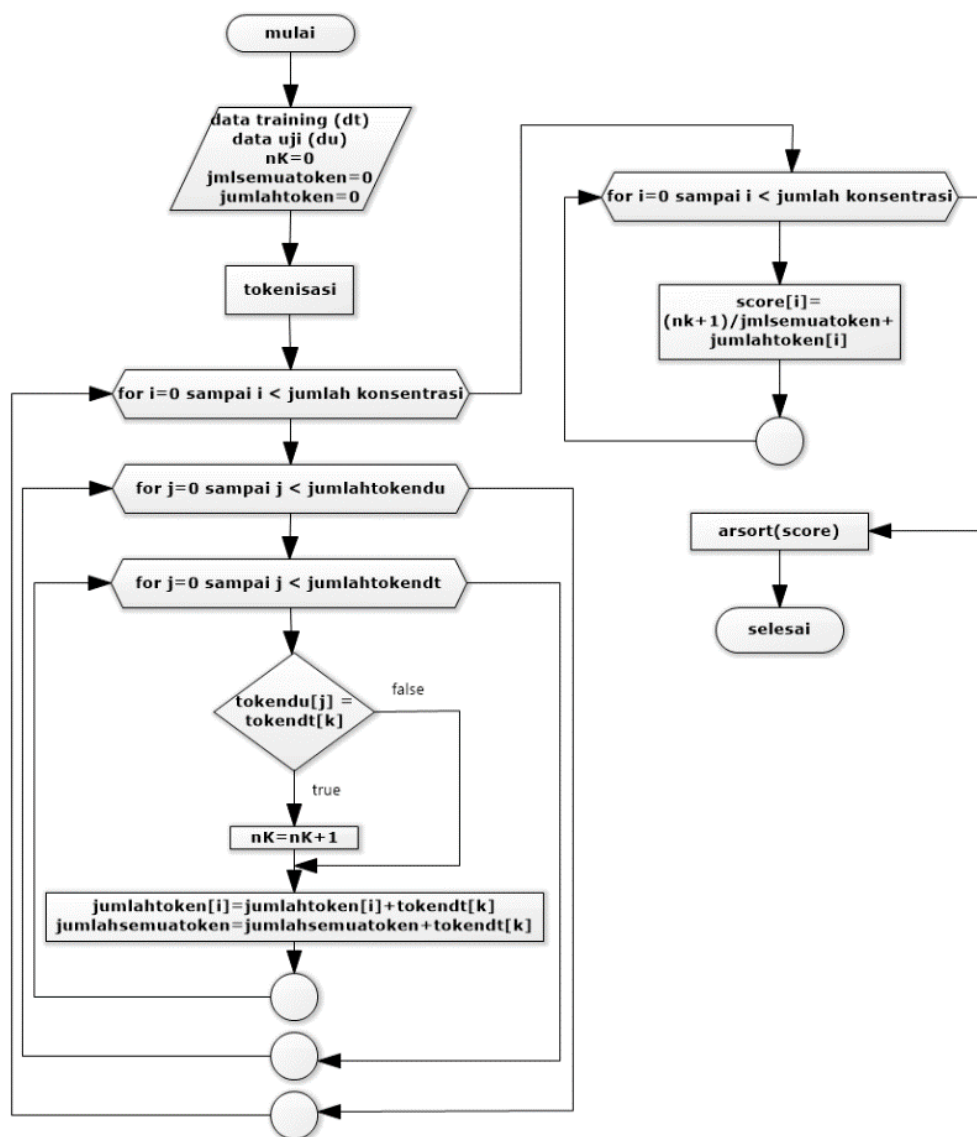 mulai
data training (dt)
data uji (du)
nK=0
jmlsemuatoken=0
jumlahtoken=0
tokenisasi
for i=0 sampai i < jumlah konsentrasi
for j=0 sampai j < jumlahtokendu
for j=0 sampai j < jumlahtokendt
tokendu[j] =
tokendt[k]
false
true
nK=nK+1
jumlahtoken[i]=jumlahtoken[i]+tokendt[k]
jumlahsemuatoken=jumlahsemuatoken+tokendt[k]
for i=0 sampai i < jumlah konsentrasi
score[i]=
(nk+1)/jmlsemuatoken+
jumlahtoken[i]
arsort(score)
selesai